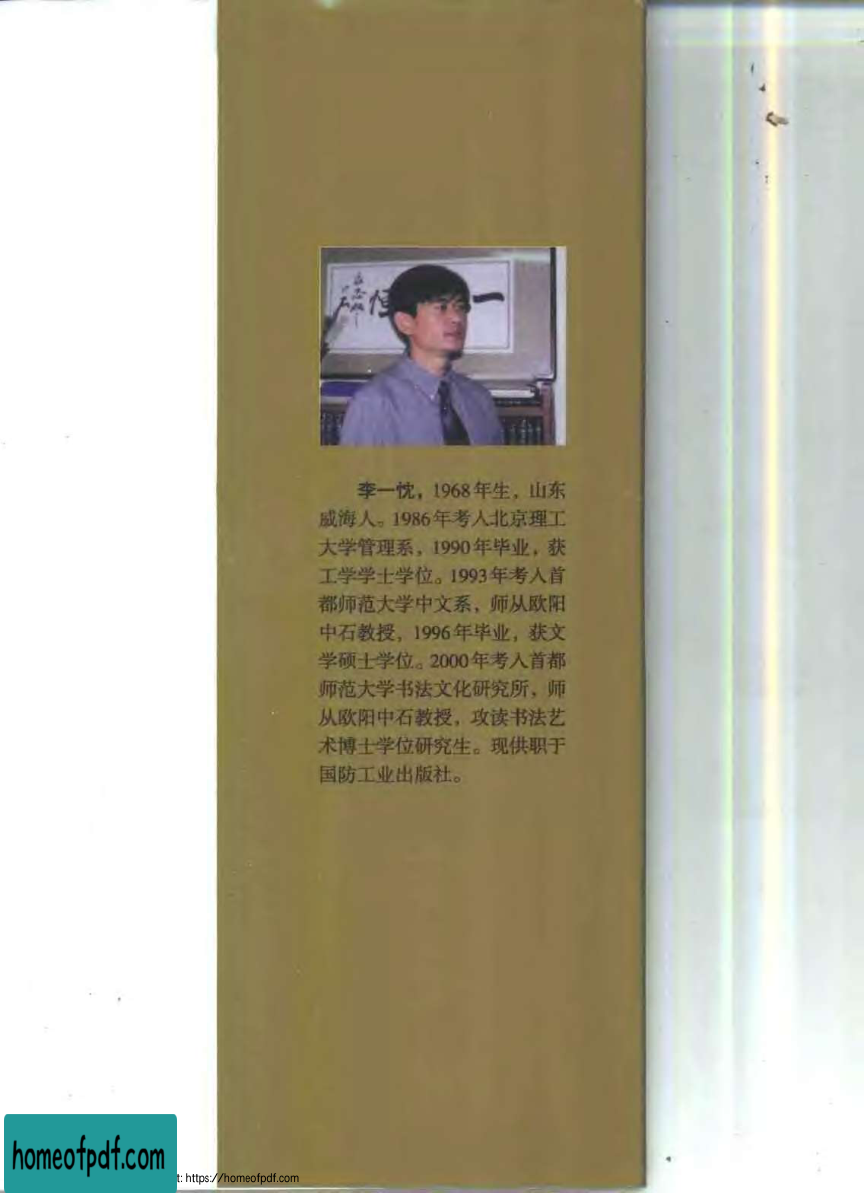 一
恒
李一忱，1968年生，山东
威海人。1986年考入北京理工
大学管理系，1990年毕业，获
工学学士学位。1993年考入首
都师范大学中文系，师从欧阳
中石教授，1996年毕业，获文
学硕士学位。2000年考入首都
师范大学书法文化研究所，师
从欧阳中石教授，攻读书法艺
术博士学位研究生。现供职于
国防工业出版社。
homeofpdf.com
t: https://homeofpdf.com